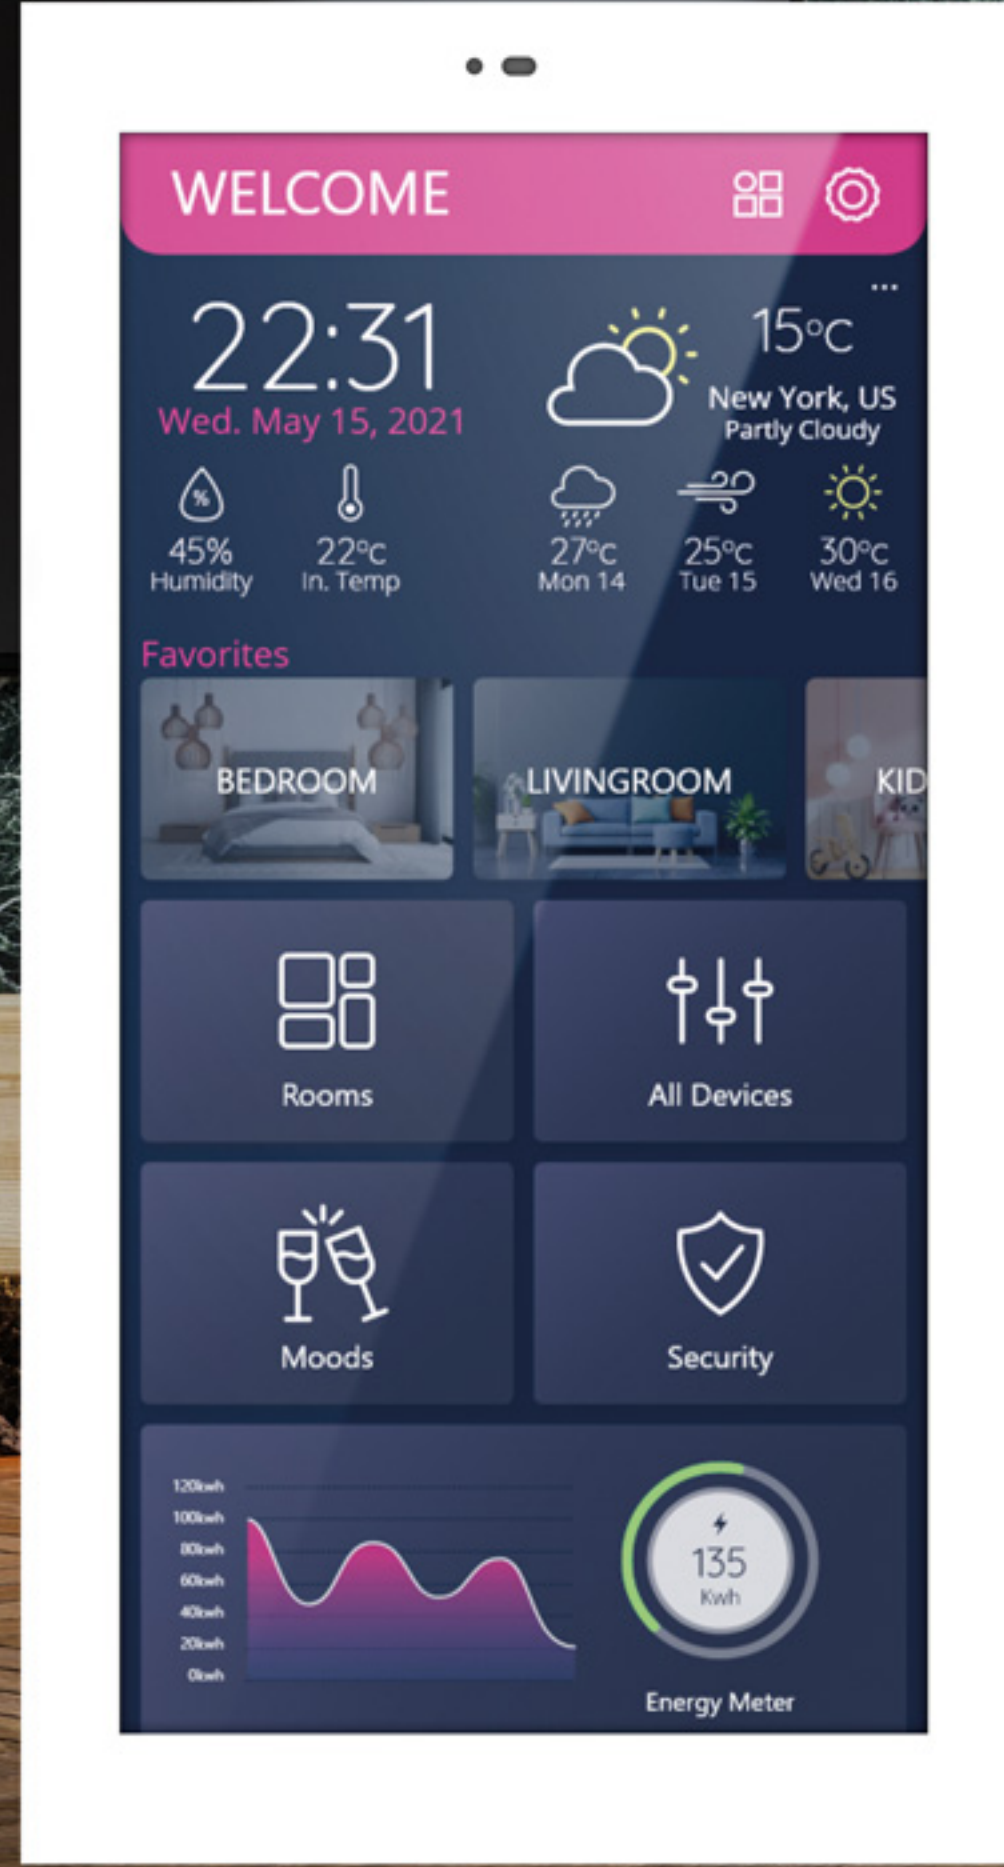 WELCOME
22:31
Wed. May 15, 2021
15°C
New York, US
Partly Cloudy
%
45%
Humidity
22°C
In. Temp
27°C
Mon 14
25°C
Tue 15
30°C
Wed 16
Favorites
BEDROOM
LIVINGROOM
KID
Rooms
All Devices
Moods
Security
120kwh
100kwh
80kwh
60kwh
40kwh
20kwh
0kwh
135
Kwh
Energy Meter